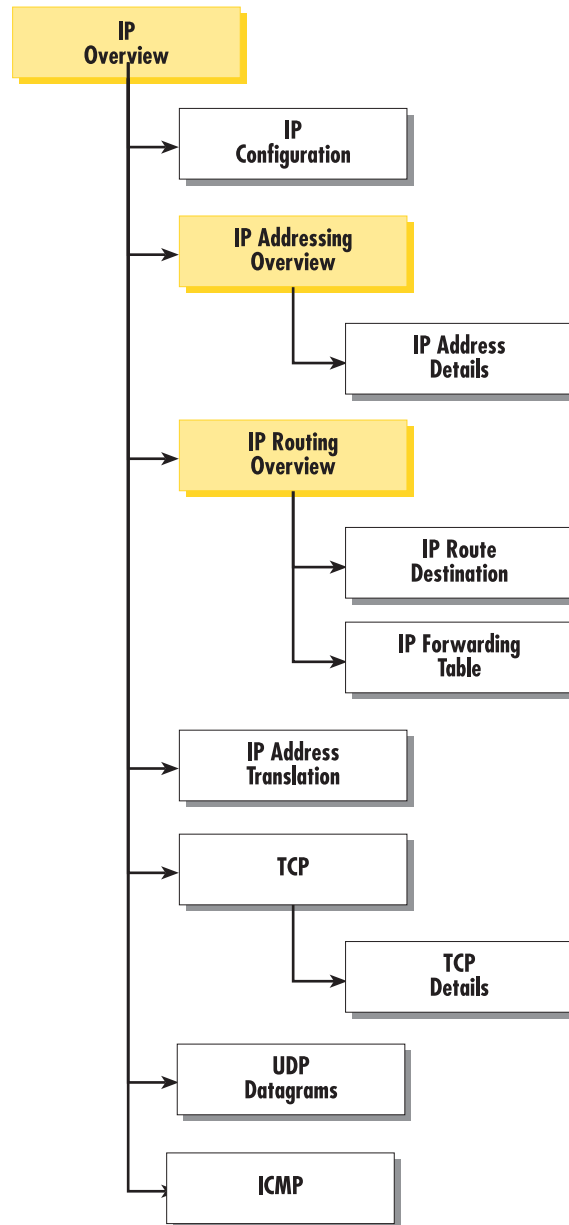 IP
Overview
IP
Configuration
IP Addressing
Overview
IP Address
Details
IP Routing
Overview
IP Route
Destination
IP Forwarding
Table
IP Address
Translation
TCP
TCP
Details
UDP
Datagrams
ICMP